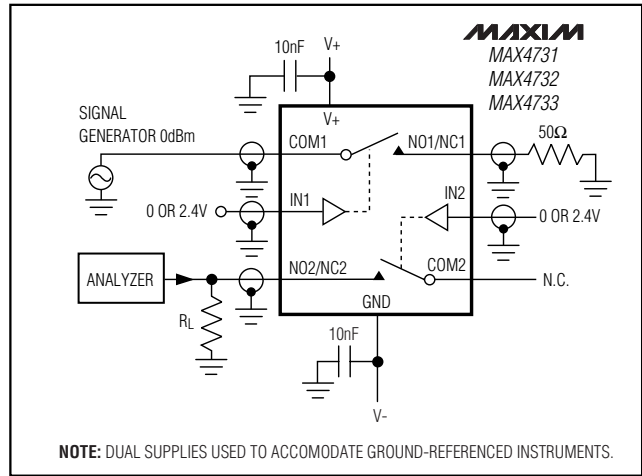 MAXIM
MAX4731
MAX4732
MAX4733
10nF
V+
V+
SIGNAL
GENERATOR 0dBm
COM1
NO1/NC1
50Ω
IN1
IN2
0 OR 2.4V
0 OR 2.4V
ANALYZER
NO2/NC2
COM2
N.C.
RL
GND
10nF
V-
NOTE: DUAL SUPPLIES USED TO ACCOMODATE GROUND-REFERENCED INSTRUMENTS.